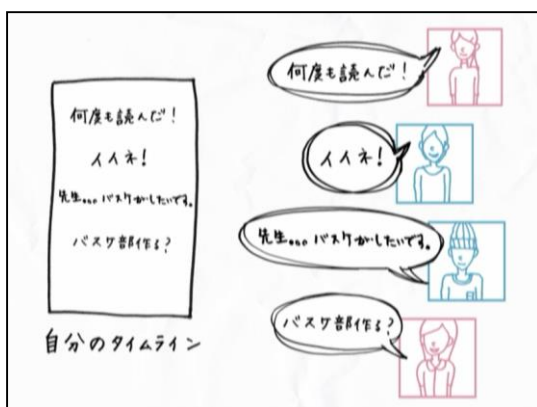 何度も読んだ!
イイネ!
先生。。。バスケがしたいです。
バスケ部作る?
自分のタイムライン
何度も読んだ!
イイネ!
先生。。。バスケがしたいです。
バスケ部作る?